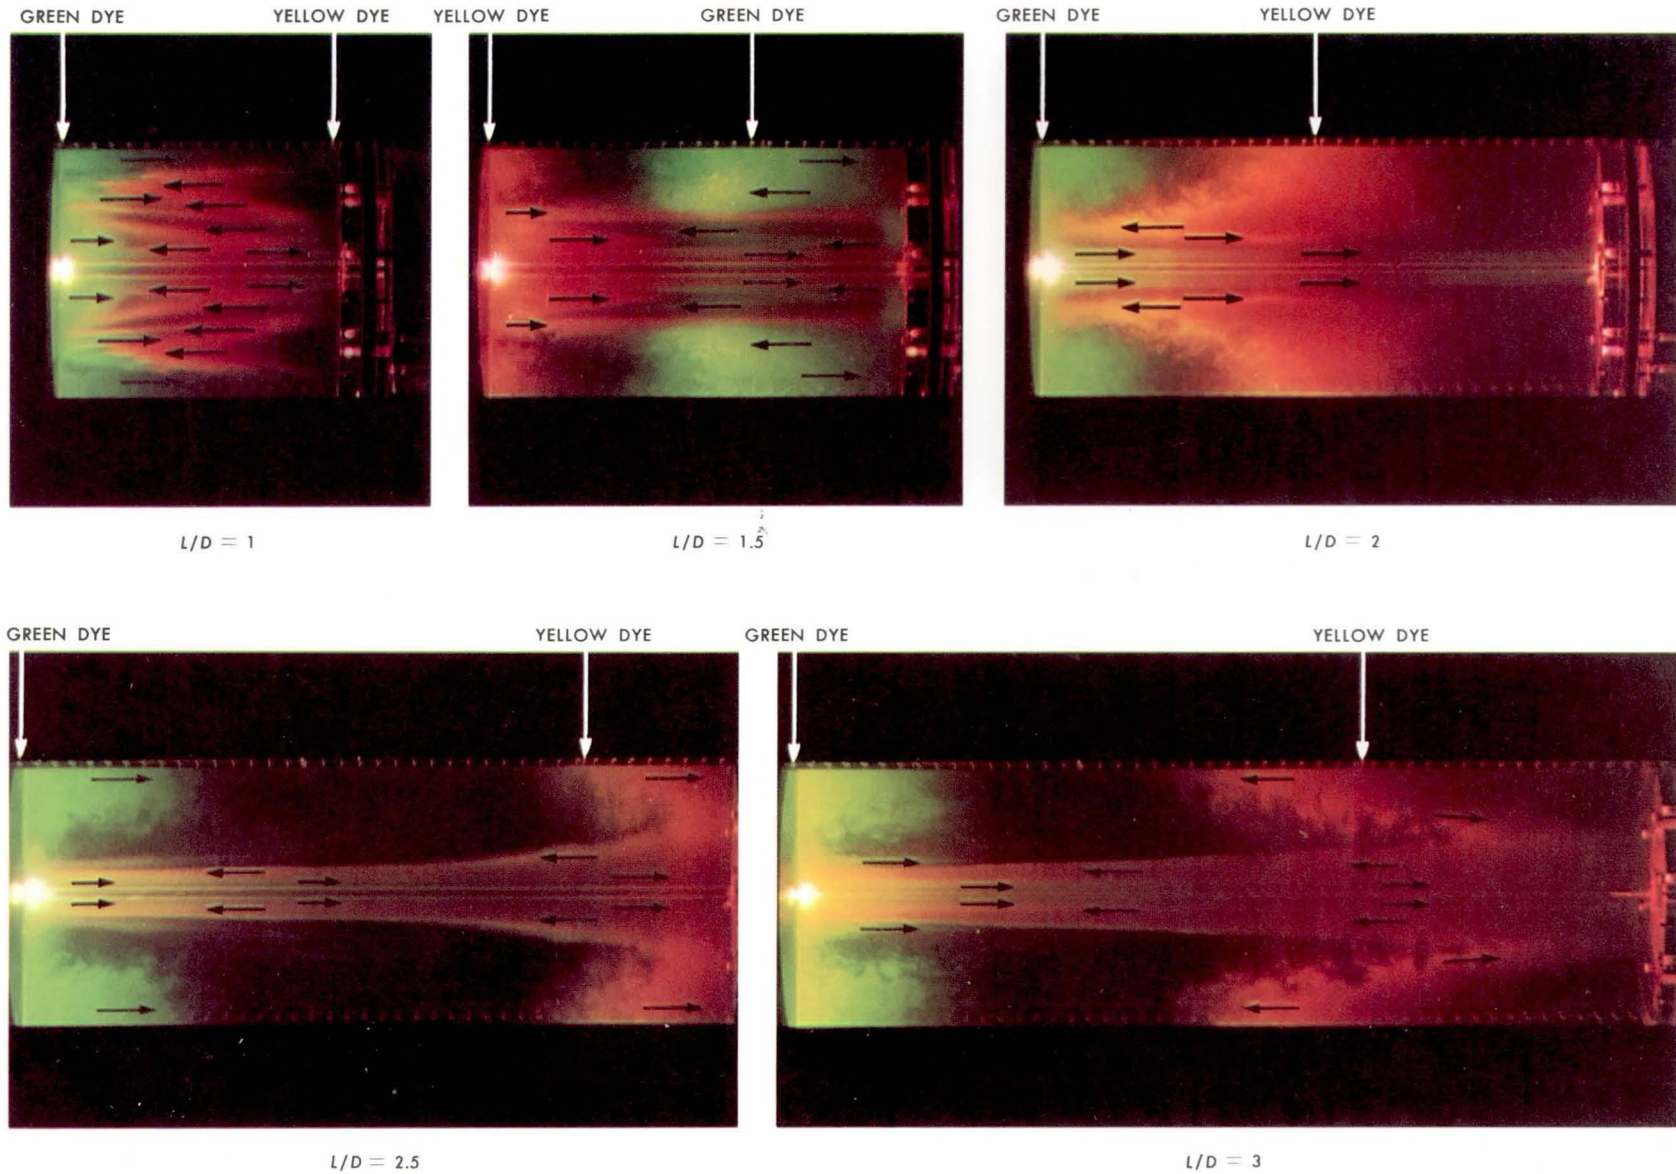 GREEN DYE YELLOW DYE YELLOW DYE GREEN DYE GREEN DYE YELLOW DYE
L/D = 1 L/D = 1.5 L/D = 2
GREEN DYE YELLOW DYE GREEN DYE YELLOW DYE
L/D = 2.5 L/D = 3